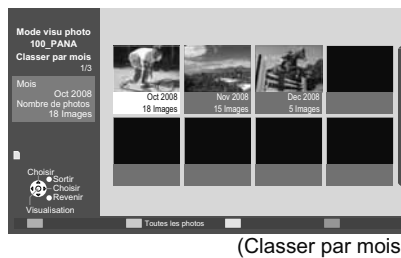 Mode visu photo
100_PANA
Classer par mois
1/3
Mois
Oct 2008
Nombre de photos
18 Images
Oct 2008
18 Images
Nov 2008
15 Images
Dec 2008
5 Images
Choisir
Sortir
Choisir
Revenir
Visualisation
Toutes les photos
(Classer par mois